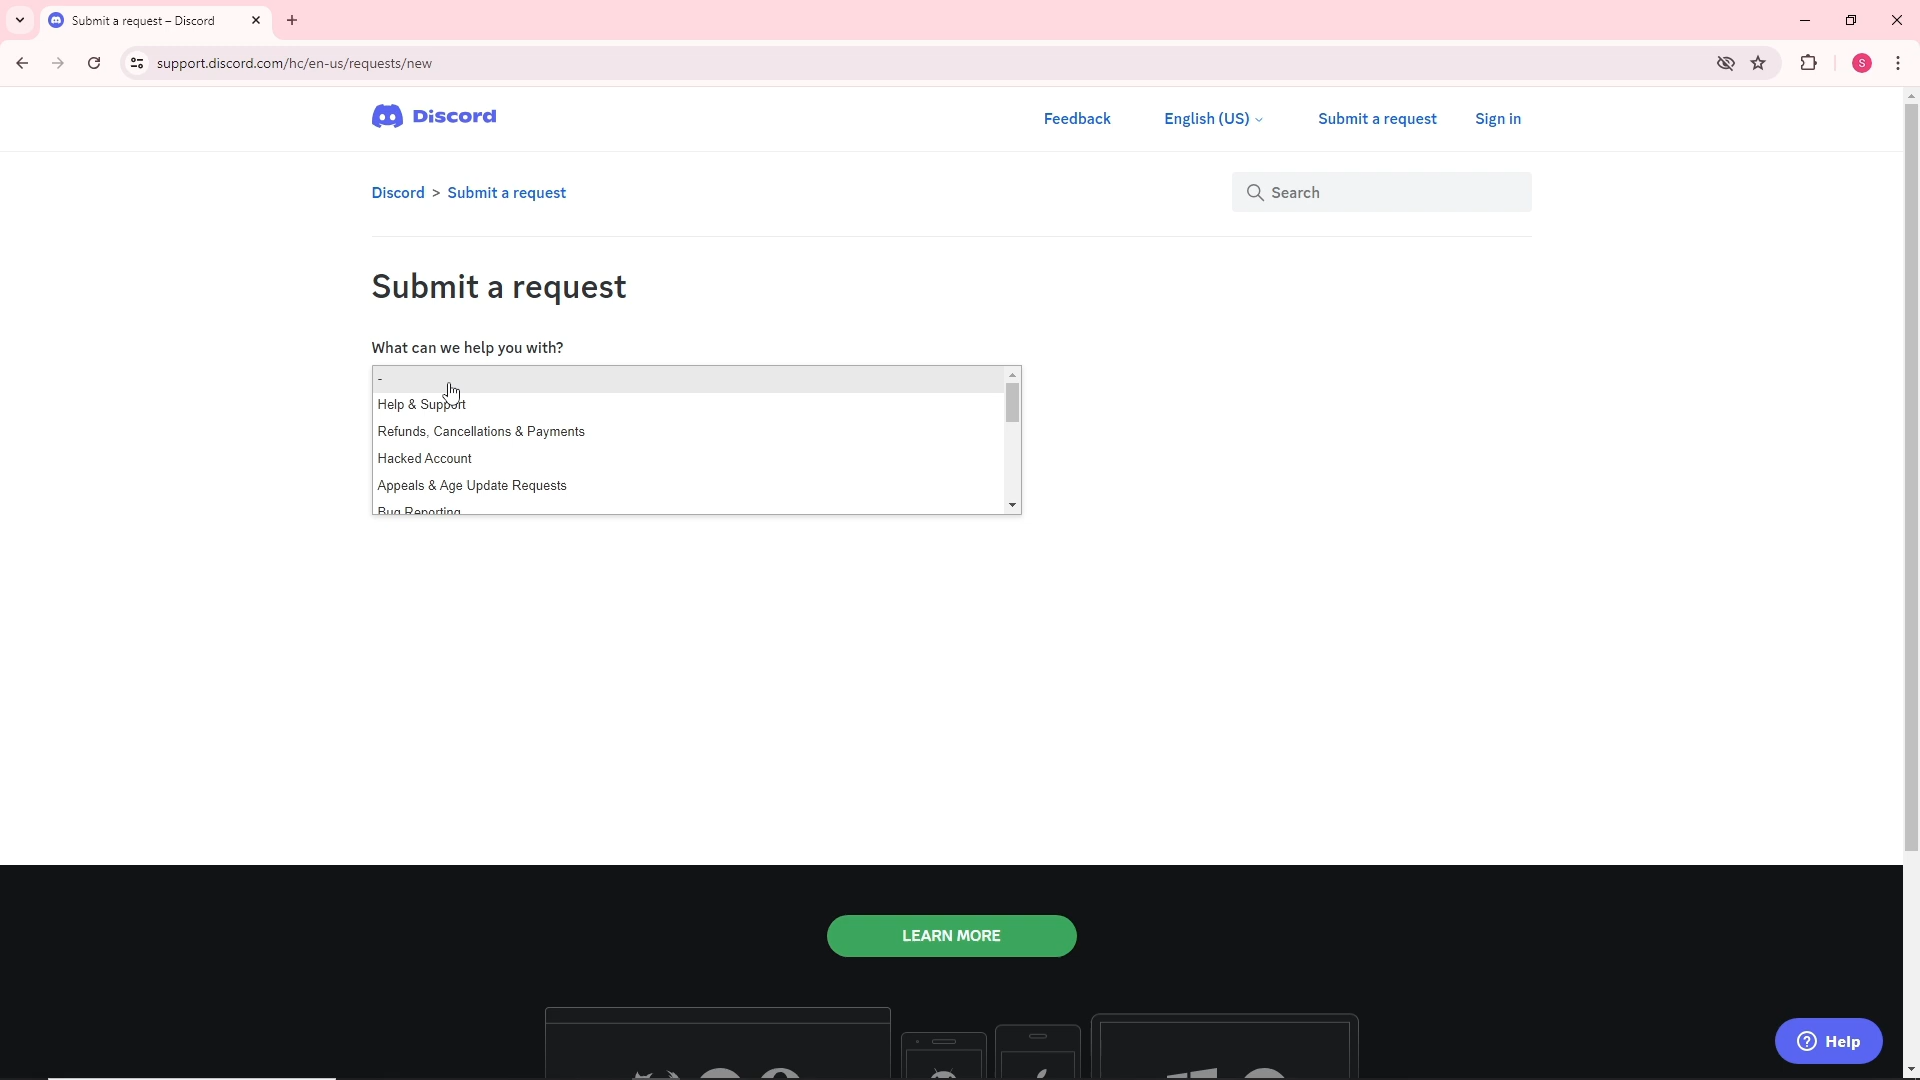 Submit a request – Discord
support.discord.com/hc/en-us/requests/new
S
Discord
Feedback
English (US)
Submit a request
Sign in
Discord > Submit a request
Search
Submit a request
What can we help you with?
-
Help & Support
Refunds, Cancellations & Payments
Hacked Account
Appeals & Age Update Requests
Bug Reporting
LEARN MORE
Help